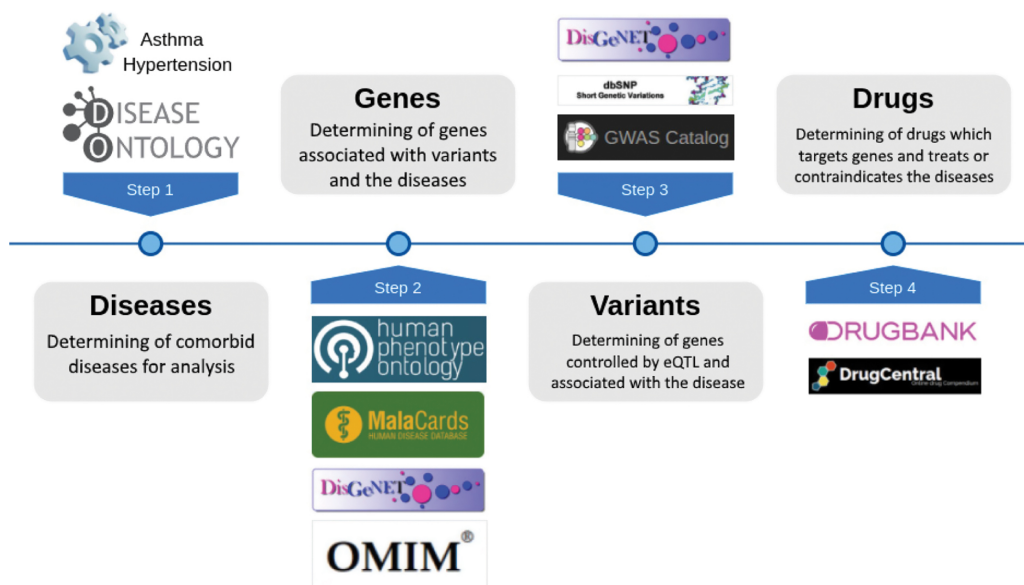 Asthma
Hypertension
DISEASE
ONTOLOGY
Step 1
Diseases
Determining of comorbid
diseases for analysis
Genes
Determining of genes
associated with variants
and the diseases
Step 2
human
phenotype
ontology
MalaCards
HUMAN DISEASE DATABASE
DisGeNET
OMIM®
DisGeNET
dbSNP
Short Genetic Variations
GWAS Catalog
Step 3
Variants
Determining of genes
controlled by eQTL and
associated with the disease
Drugs
Determining of drugs which
targets genes and treats or
contraindicates the diseases
Step 4
DRUGBANK
DrugCentral
Online drug Compendium